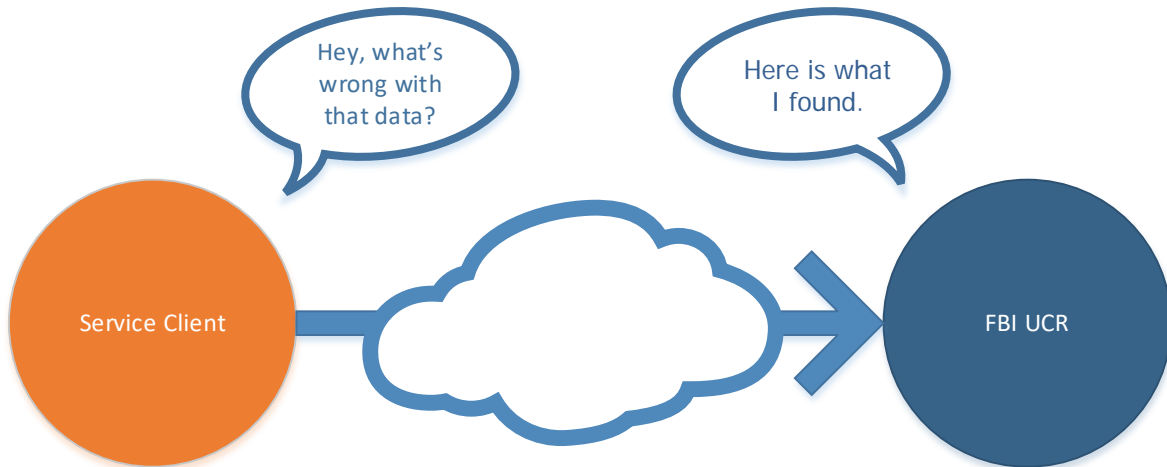 Hey, what's
wrong with
that data?
Here is what
I found.
Service Client
FBI UCR